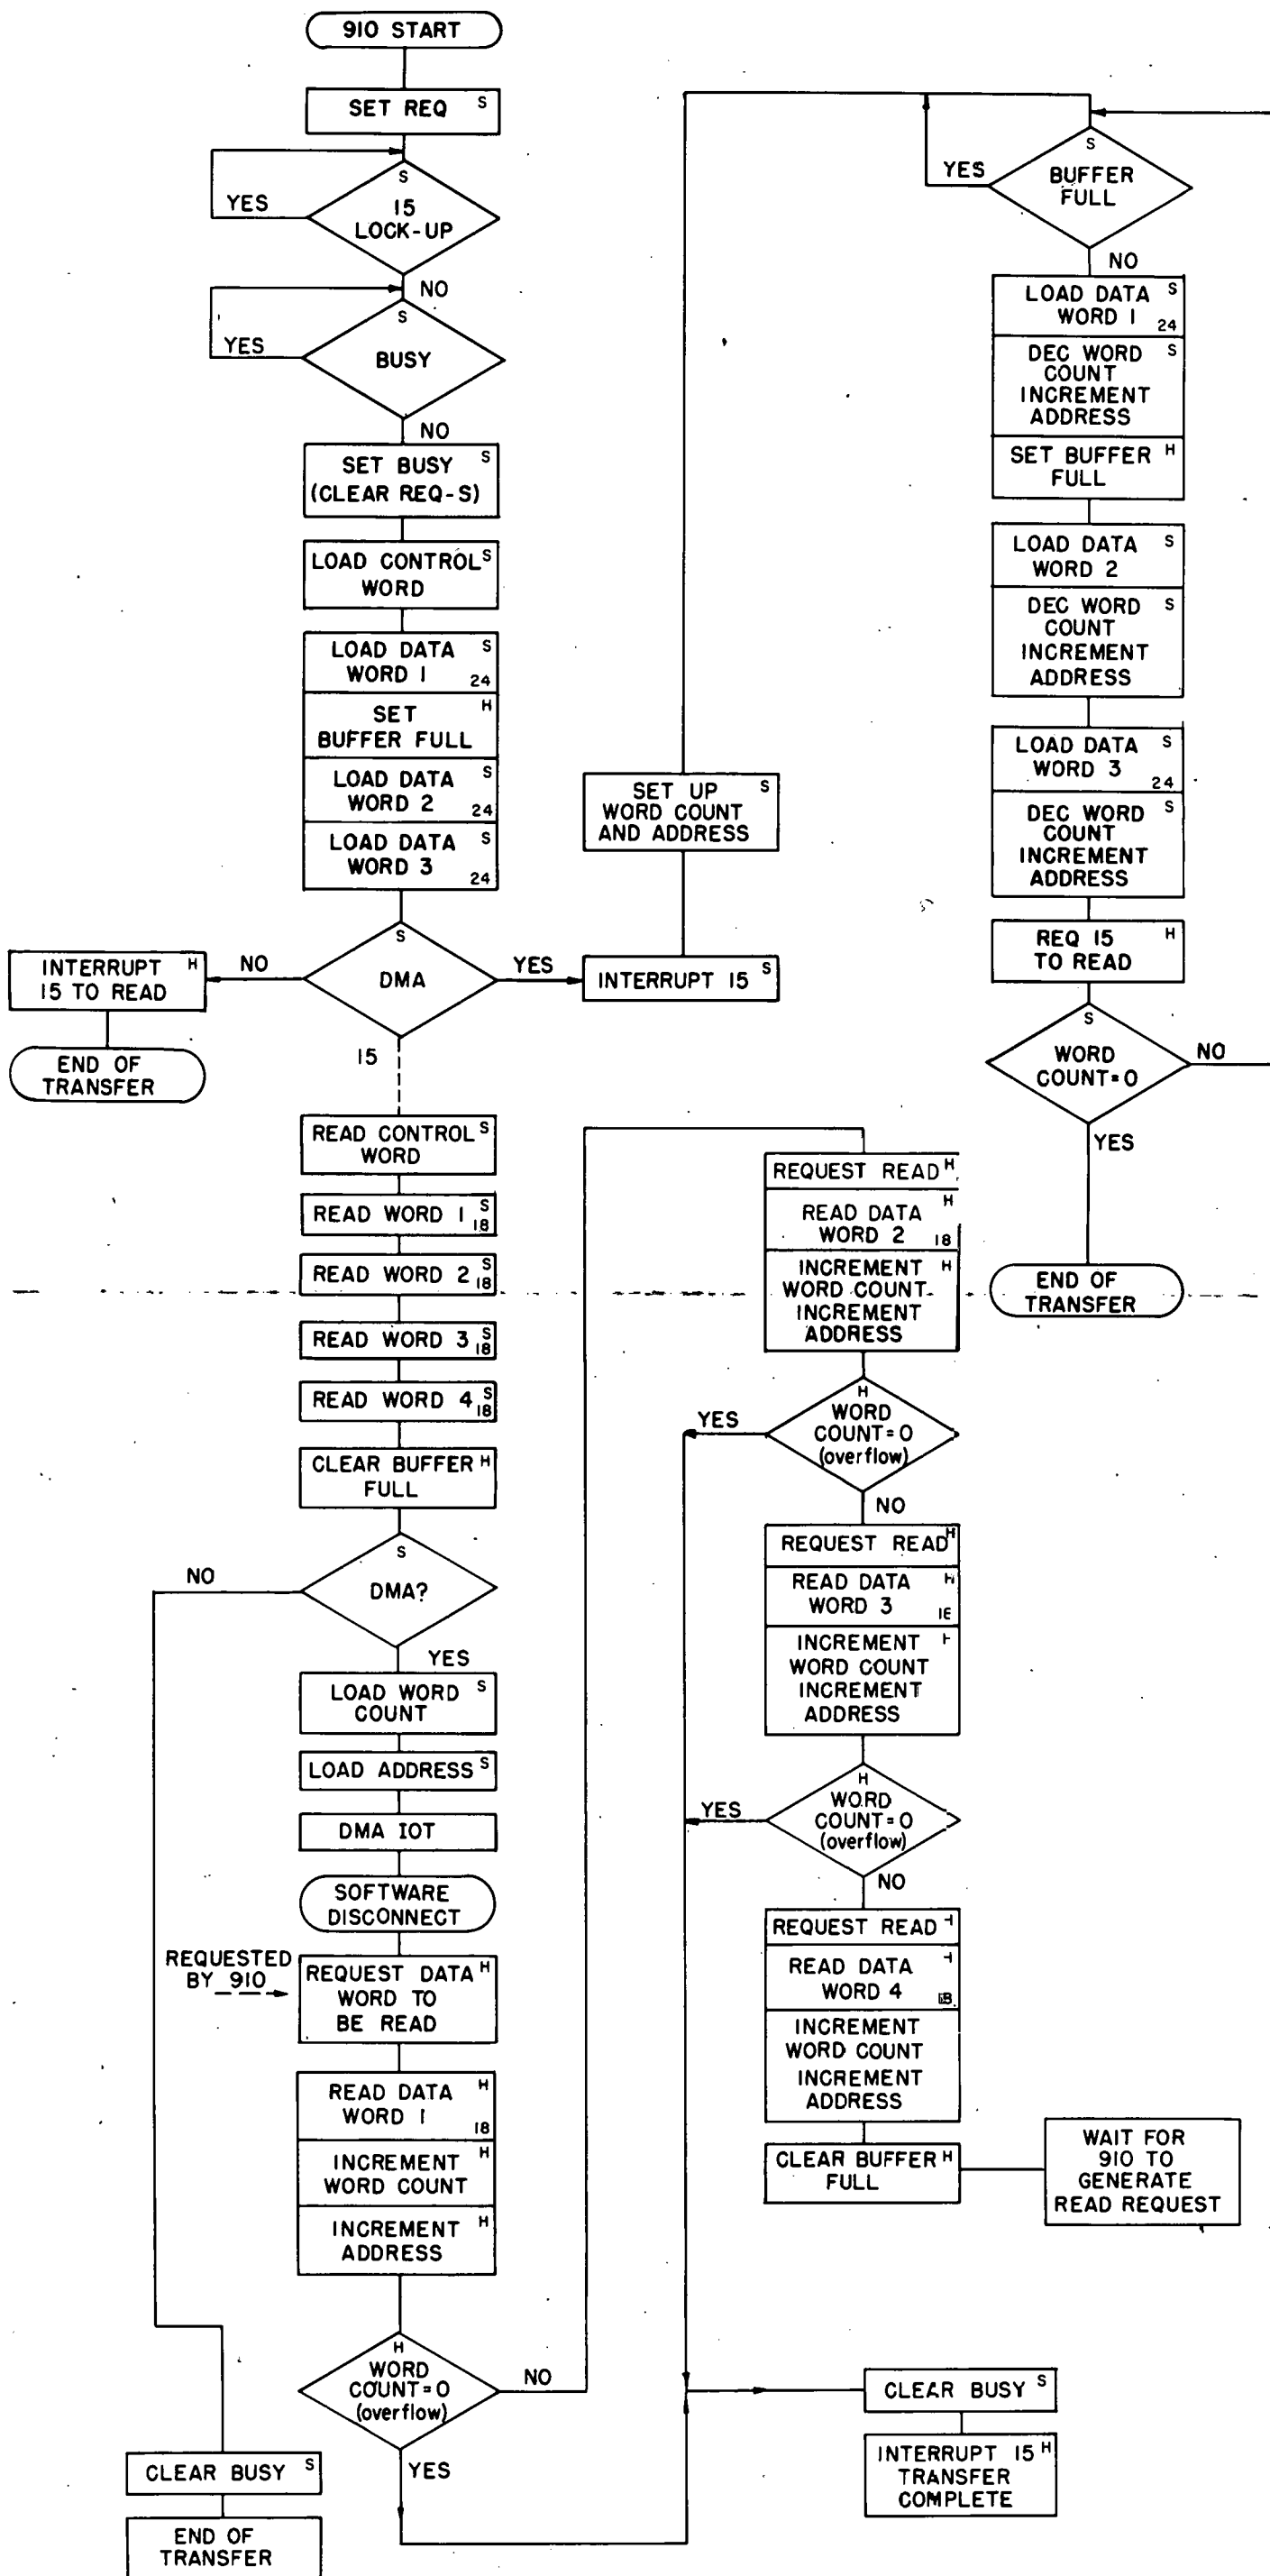 910 START
SET REQ S
S
15
LOCK-UP
YES
NO
S
BUSY
YES
NO
SET BUSY S
(CLEAR REQ-S)
LOAD CONTROL S
WORD
LOAD DATA S
WORD 1 24
SET H
BUFFER FULL
LOAD DATA S
WORD 2 24
LOAD DATA S
WORD 3 24
S
DMA
NO
YES
INTERRUPT H
15 TO READ
END OF
TRANSFER
INTERRUPT 15 S
SET UP S
WORD COUNT
AND ADDRESS
S
BUFFER
FULL
YES
NO
LOAD DATA S
WORD 1 24
DEC WORD S
COUNT
INCREMENT
ADDRESS
SET BUFFER H
FULL
LOAD DATA S
WORD 2
DEC WORD S
COUNT
INCREMENT
ADDRESS
LOAD DATA S
WORD 3 24
DEC WORD S
COUNT
INCREMENT
ADDRESS
REQ 15 H
TO READ
S
WORD
COUNT=0
NO
YES
END OF
TRANSFER
15
READ CONTROL S
WORD
READ WORD 1 S
18
READ WORD 2 S
18
READ WORD 3 S
18
READ WORD 4 S
18
CLEAR BUFFER H
FULL
S
DMA?
NO
YES
LOAD WORD S
COUNT
LOAD ADDRESS S
DMA IOT
SOFTWARE
DISCONNECT
REQUESTED
BY 910
REQUEST DATA H
WORD TO
BE READ
READ DATA H
WORD 1 18
INCREMENT H
WORD COUNT
INCREMENT H
ADDRESS
H
WORD
COUNT=0
(overflow)
NO
YES
CLEAR BUSY S
END OF
TRANSFER
REQUEST READ H
READ DATA H
WORD 2 18
INCREMENT H
WORD COUNT
INCREMENT
ADDRESS
H
WORD
COUNT=0
(overflow)
YES
NO
REQUEST READ H
READ DATA H
WORD 3
INCREMENT
WORD COUNT
INCREMENT
ADDRESS
H
WORD
COUNT=0
(overflow)
YES
NO
REQUEST READ
READ DATA
WORD 4
INCREMENT
WORD COUNT
INCREMENT
ADDRESS
CLEAR BUFFER H
FULL
WAIT FOR
910 TO
GENERATE
READ REQUEST
CLEAR BUSY S
INTERRUPT 15 H
TRANSFER
COMPLETE